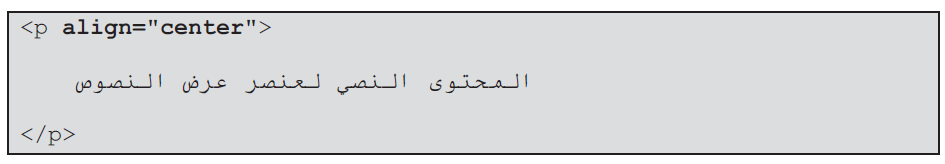 <p align="center">
المحتوى النصي لعنصر عرض النصوص
</p>